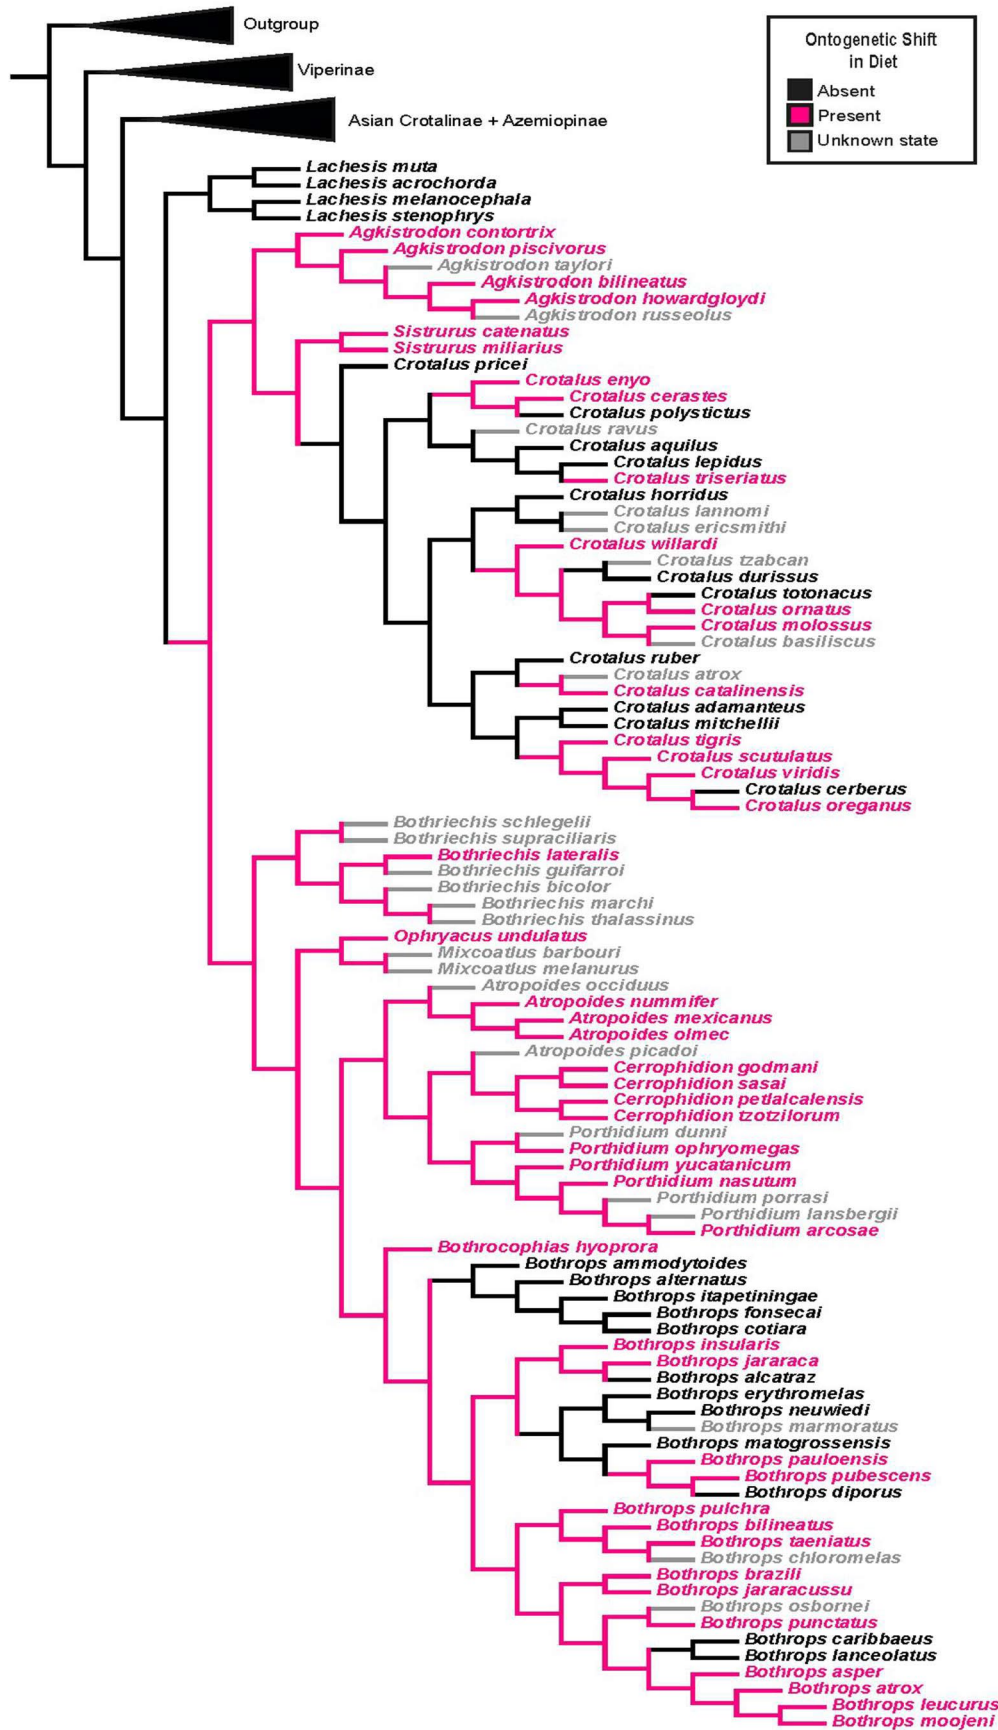 Outgroup
Viperinae
Asian Crotalinae + Azemiopinae
Ontogenetic Shift
in Diet
Absent
Present
Unknown state
Lachesis muta
Lachesis acrochorda
Lachesis melanocephala
Lachesis stenophrys
Agkistrodon contortrix
Agkistrodon piscivorus
Agkistrodon taylori
Agkistrodon bilineatus
Agkistrodon howardgloydi
Agkistrodon russeolus
Sistrurus catenatus
Sistrurus miliarius
Crotalus pricei
Crotalus enyo
Crotalus cerastes
Crotalus polystictus
Crotalus ravus
Crotalus aquilus
Crotalus lepidus
Crotalus triseriatus
Crotalus horridus
Crotalus lannomi
Crotalus ericsmithi
Crotalus willardi
Crotalus tzabcan
Crotalus durissus
Crotalus totonacus
Crotalus ornatus
Crotalus molossus
Crotalus basiliscus
Crotalus ruber
Crotalus atrox
Crotalus catalinensis
Crotalus adamanteus
Crotalus mitchellii
Crotalus tigris
Crotalus scutulatus
Crotalus viridis
Crotalus cerberus
Crotalus oreganus
Bothriechis schlegelii
Bothriechis supraciliaris
Bothriechis lateralis
Bothriechis guifarroi
Bothriechis bicolor
Bothriechis marchi
Bothriechis thalassinus
Ophryacus undulatus
Mixcoatlus barbouri
Mixcoatlus melanurus
Atropoides occiduus
Atropoides nummifer
Atropoides mexicanus
Atropoides olmec
Atropoides picadoi
Cerrophidion godmani
Cerrophidion sasai
Cerrophidion petlalcalensis
Cerrophidion tzotzilorum
Porthidium dunni
Porthidium ophryomegas
Porthidium yucatanicum
Porthidium nasutum
Porthidium porrasi
Porthidium lansbergii
Porthidium arcosae
Bothrocophias hyoprora
Bothrops ammodytoides
Bothrops alternatus
Bothrops itapetiningae
Bothrops fonsecai
Bothrops cotiara
Bothrops insularis
Bothrops jararaca
Bothrops alcatraz
Bothrops erythromelas
Bothrops neuwiedi
Bothrops marmoratus
Bothrops matogrossensis
Bothrops pauloensis
Bothrops pubescens
Bothrops diporus
Bothrops pulchra
Bothrops bilineatus
Bothrops taeniatus
Bothrops chloromelas
Bothrops brazili
Bothrops jararacussu
Bothrops osbornei
Bothrops punctatus
Bothrops caribbaeus
Bothrops lanceolatus
Bothrops asper
Bothrops atrox
Bothrops leucurus
Bothrops moojeni